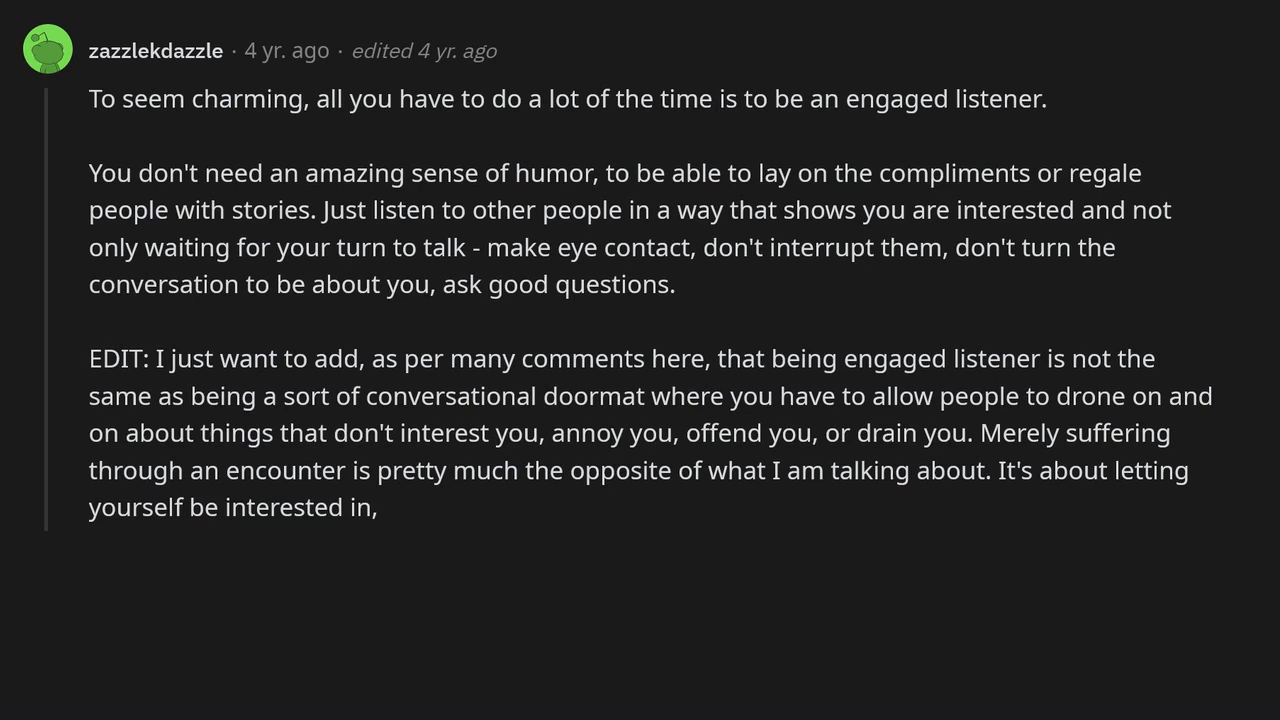 zazzlekdazzle · 4 yr. ago · edited 4 yr. ago
To seem charming, all you have to do a lot of the time is to be an engaged listener.
You don't need an amazing sense of humor, to be able to lay on the compliments or regale
people with stories. Just listen to other people in a way that shows you are interested and not
only waiting for your turn to talk - make eye contact, don't interrupt them, don't turn the
conversation to be about you, ask good questions.
EDIT: I just want to add, as per many comments here, that being engaged listener is not the
same as being a sort of conversational doormat where you have to allow people to drone on and
on about things that don't interest you, annoy you, offend you, or drain you. Merely suffering
through an encounter is pretty much the opposite of what I am talking about. It's about letting
yourself be interested in,